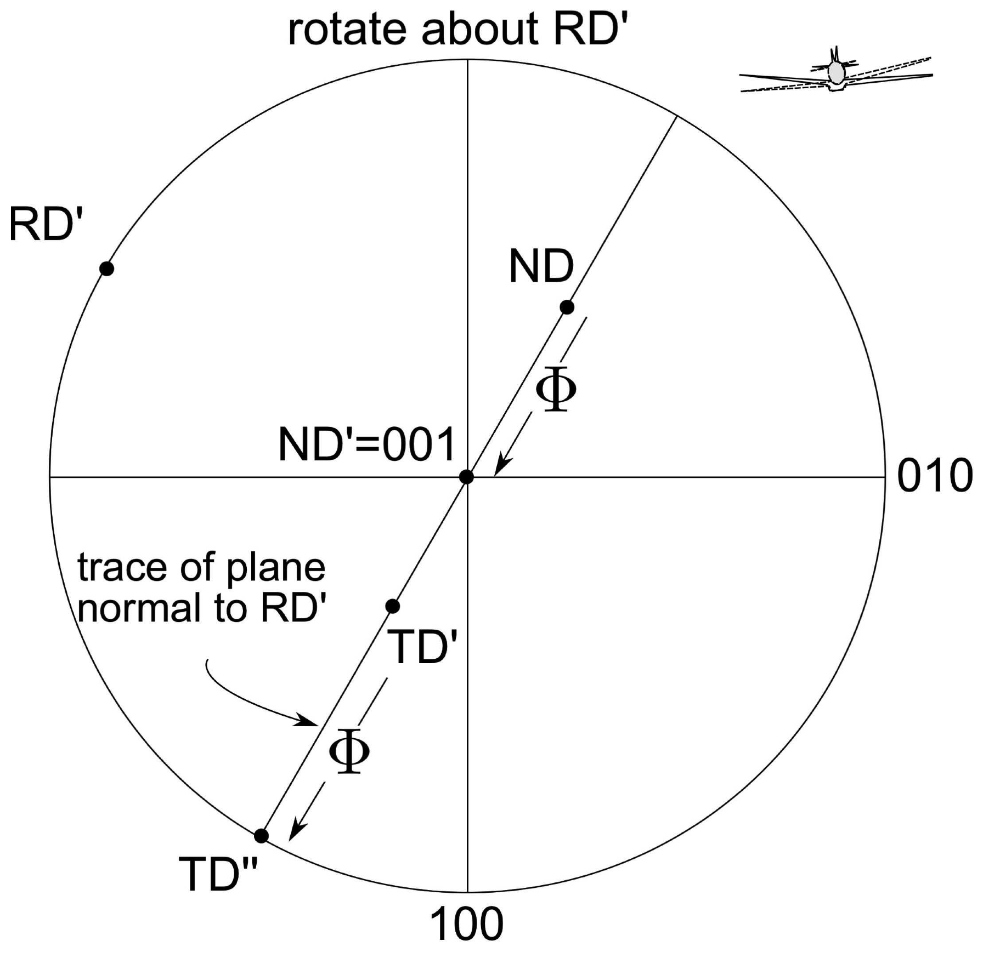 rotate about RD'
RD'
ND
Φ
ND'=001
010
trace of plane
normal to RD'
TD'
Φ
TD"
100